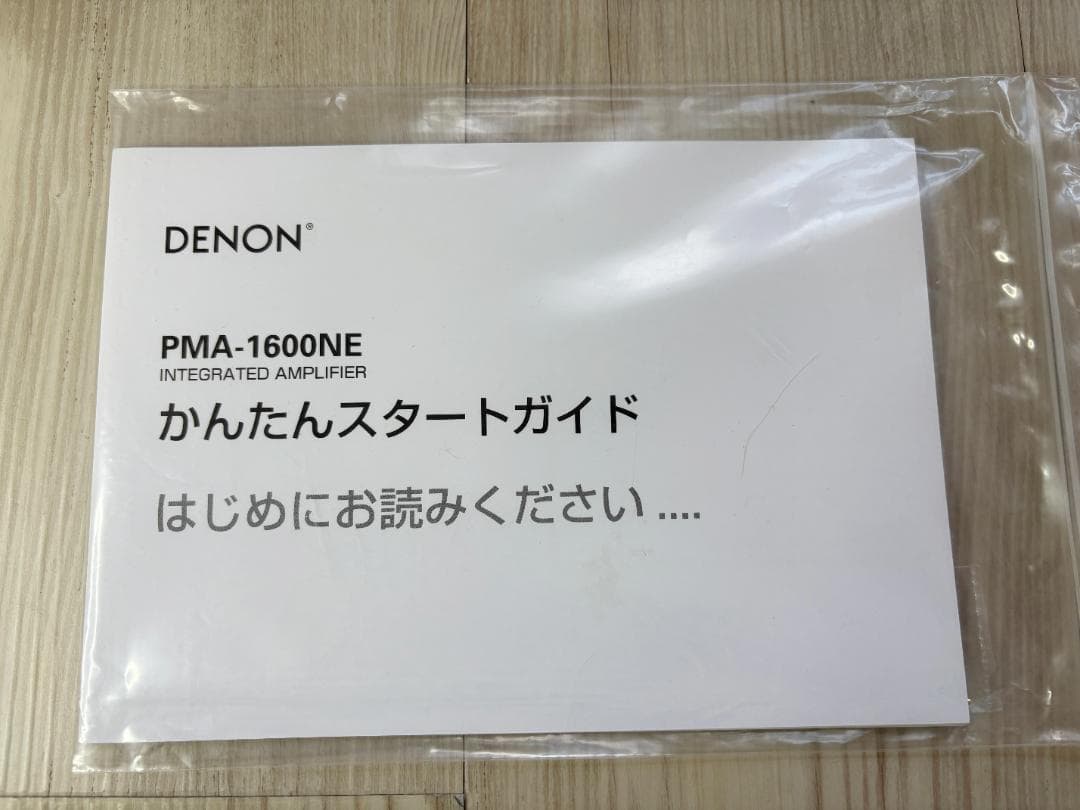 DENON®
PMA-1600NE
INTEGRATED AMPLIFIER
かんたんスタートガイド
はじめにお読みください....